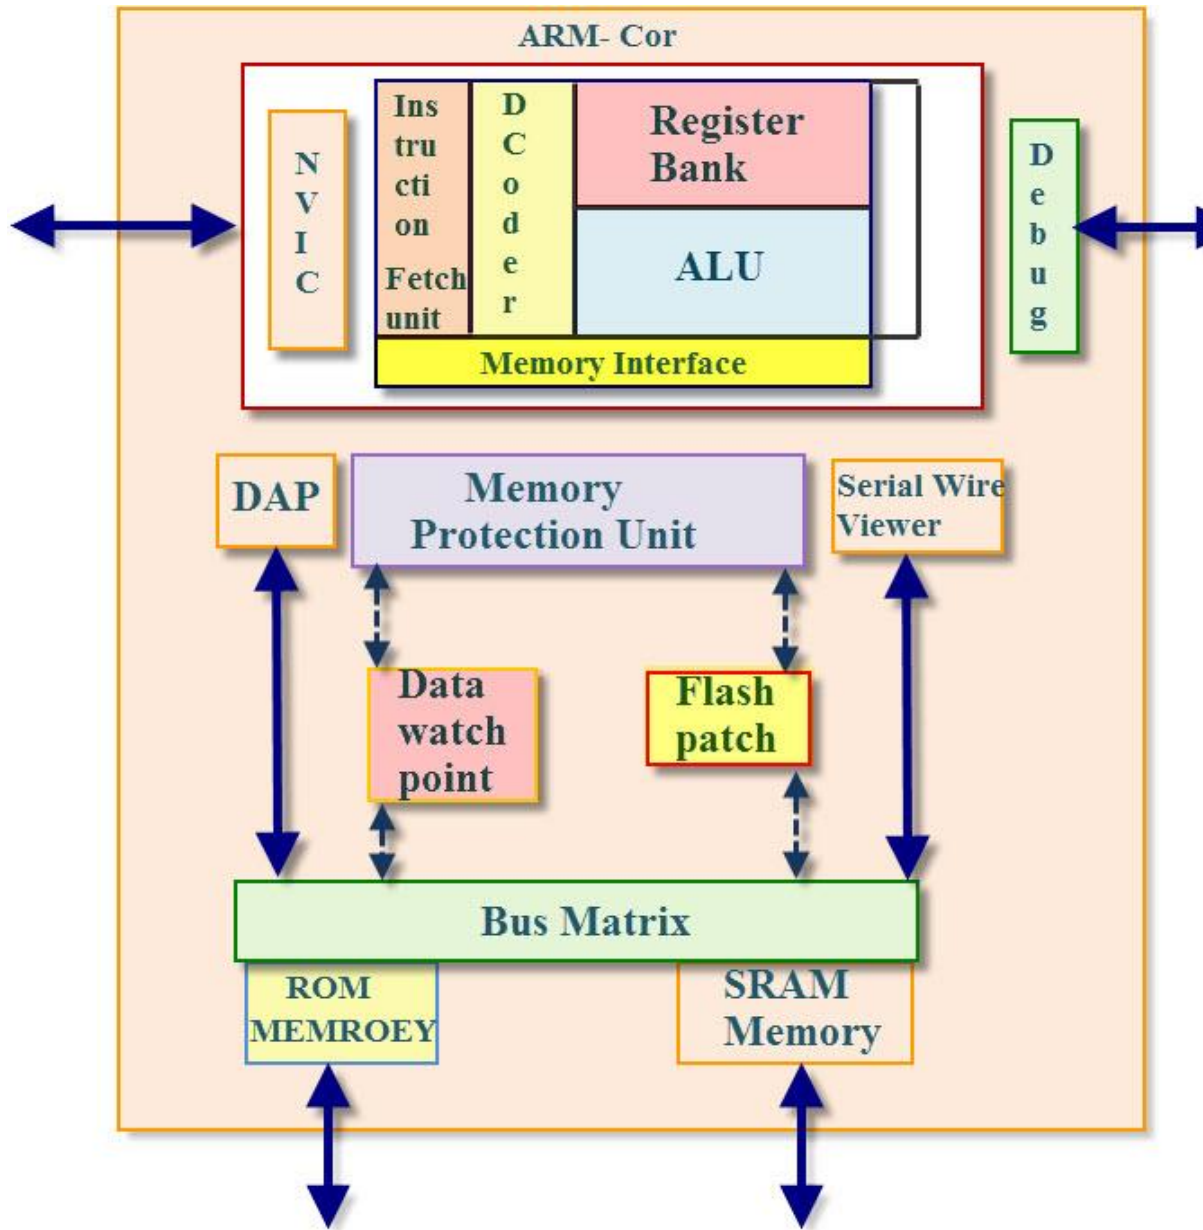 ARM- Cor
N
V
I
C
Ins
tru
cti
on
Fetch
unit
D
C
o
d
e
r
Register
Bank
ALU
Memory Interface
D
e
b
u
g
DAP
Memory
Protection Unit
Serial Wire
Viewer
Data
watch
point
Flash
patch
Bus Matrix
ROM
MEMROEY
SRAM
Memory